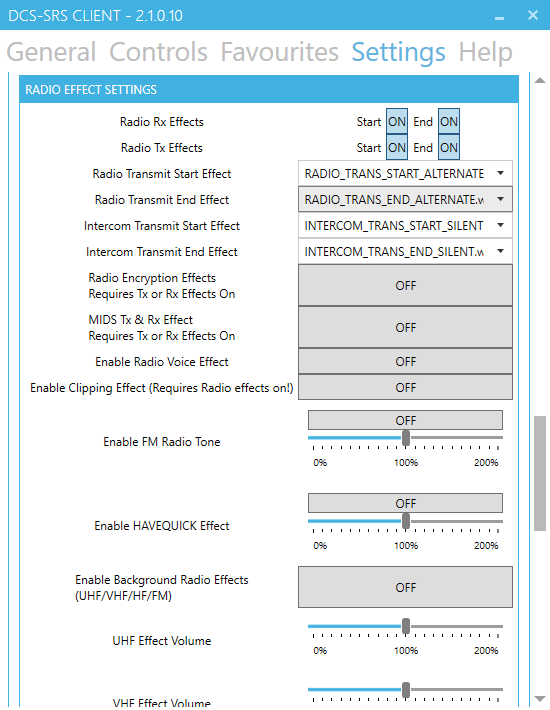 DCS-SRS CLIENT - 2.1.0.10
General Controls Favourites Settings Help
RADIO EFFECT SETTINGS
Radio Rx Effects Start ON End ON
Radio Tx Effects Start ON End ON
Radio Transmit Start Effect RADIO_TRANS_START_ALTERNATE
Radio Transmit End Effect RADIO_TRANS_END_ALTERNATE.w
Intercom Transmit Start Effect INTERCOM_TRANS_START_SILENT
Intercom Transmit End Effect INTERCOM_TRANS_END_SILENT.w
Radio Encryption Effects
Requires Tx or Rx Effects On
OFF
MIDS Tx & Rx Effect
Requires Tx or Rx Effects On
OFF
Enable Radio Voice Effect OFF
Enable Clipping Effect (Requires Radio effects on!) OFF
OFF
Enable FM Radio Tone
0% 100% 200%
OFF
Enable HAVEQUICK Effect
0% 100% 200%
Enable Background Radio Effects
(UHF/VHF/HF/FM)
OFF
UHF Effect Volume
0% 100% 200%
VHF Effect Volume